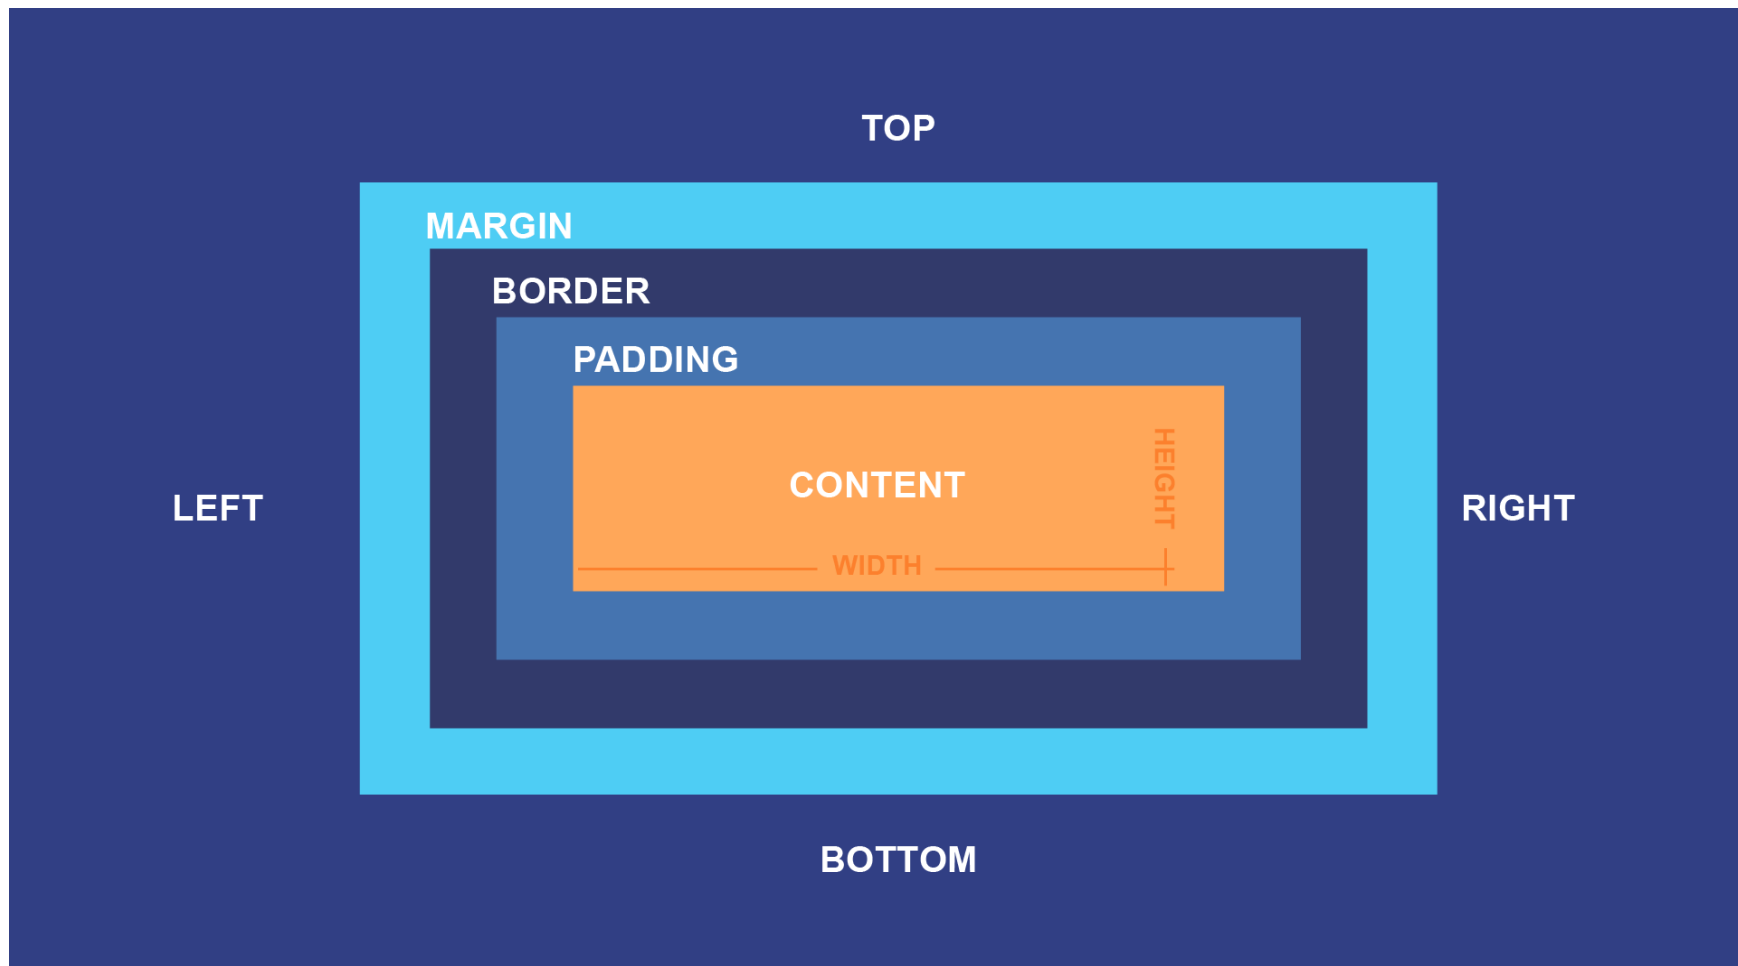 TOP
MARGIN
BORDER
PADDING
HEIGHT
CONTENT
LEFT
RIGHT
WIDTH
BOTTOM